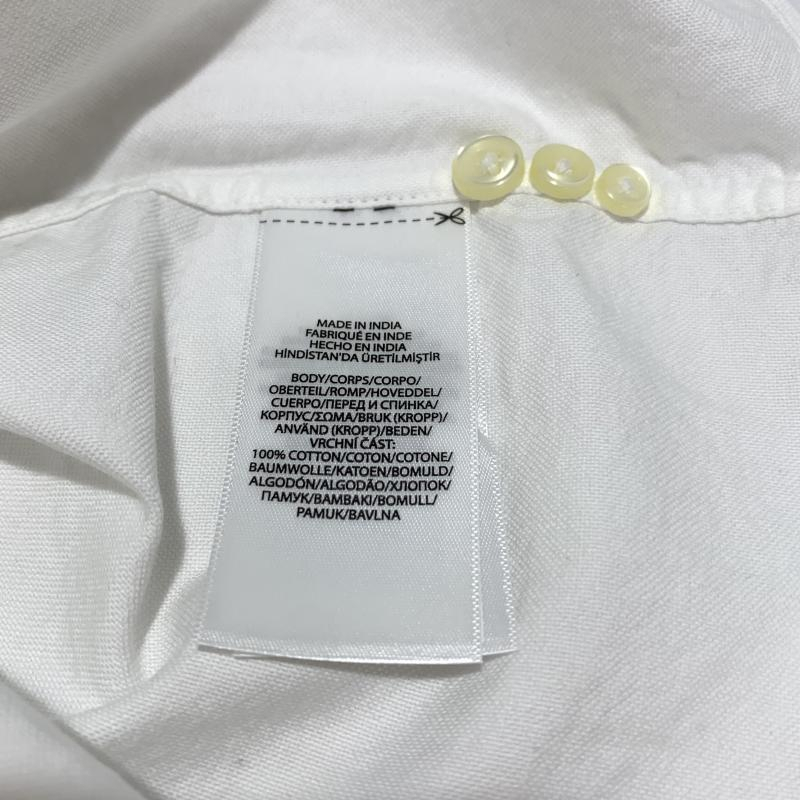 MADE IN INDIA
FABRIQUÉ EN INDE
HECHO EN INDIA
HİNDİSTAN'DA ÜRETİLMİŞTİR
BODY/CORPS/CORPO/
OBERTEIL/ROMP/HOVEDDEL/
CUERPO/ПЕРЕД И СПИНКА/
КОРПУС/ΣΩΜΑ/BRUK (KROPP)/
ANVÄND (KROPP)/BEDEN/
VRCHNÍ ČÁST:
100% COTTON/COTON/COTONE/
BAUMWOLLE/KATOEN/BOMULD/
ALGODÓN/ALGODÃO/ХЛОПОК/
ПАМУК/ΒΑΜΒΑΚΙ/BOMULL/
PAMUK/BAVLNA